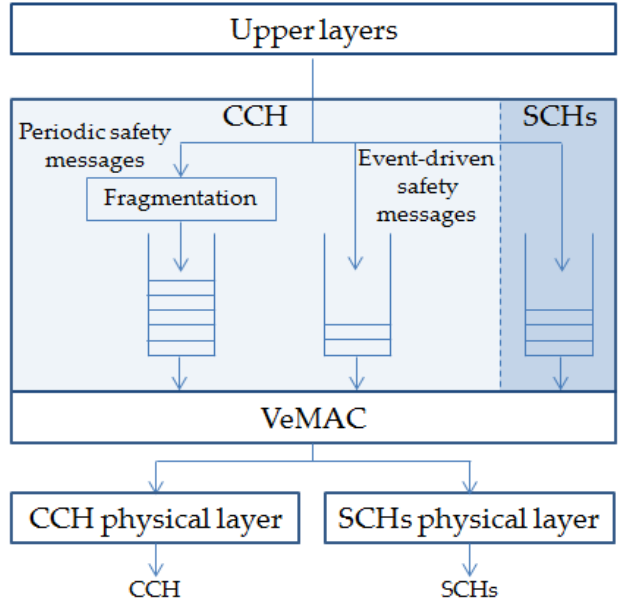 Upper layers
CCH
SCHs
Periodic safety
messages
Fragmentation
Event-driven
safety
messages
VeMAC
CCH physical layer
SCHs physical layer
CCH
SCHs